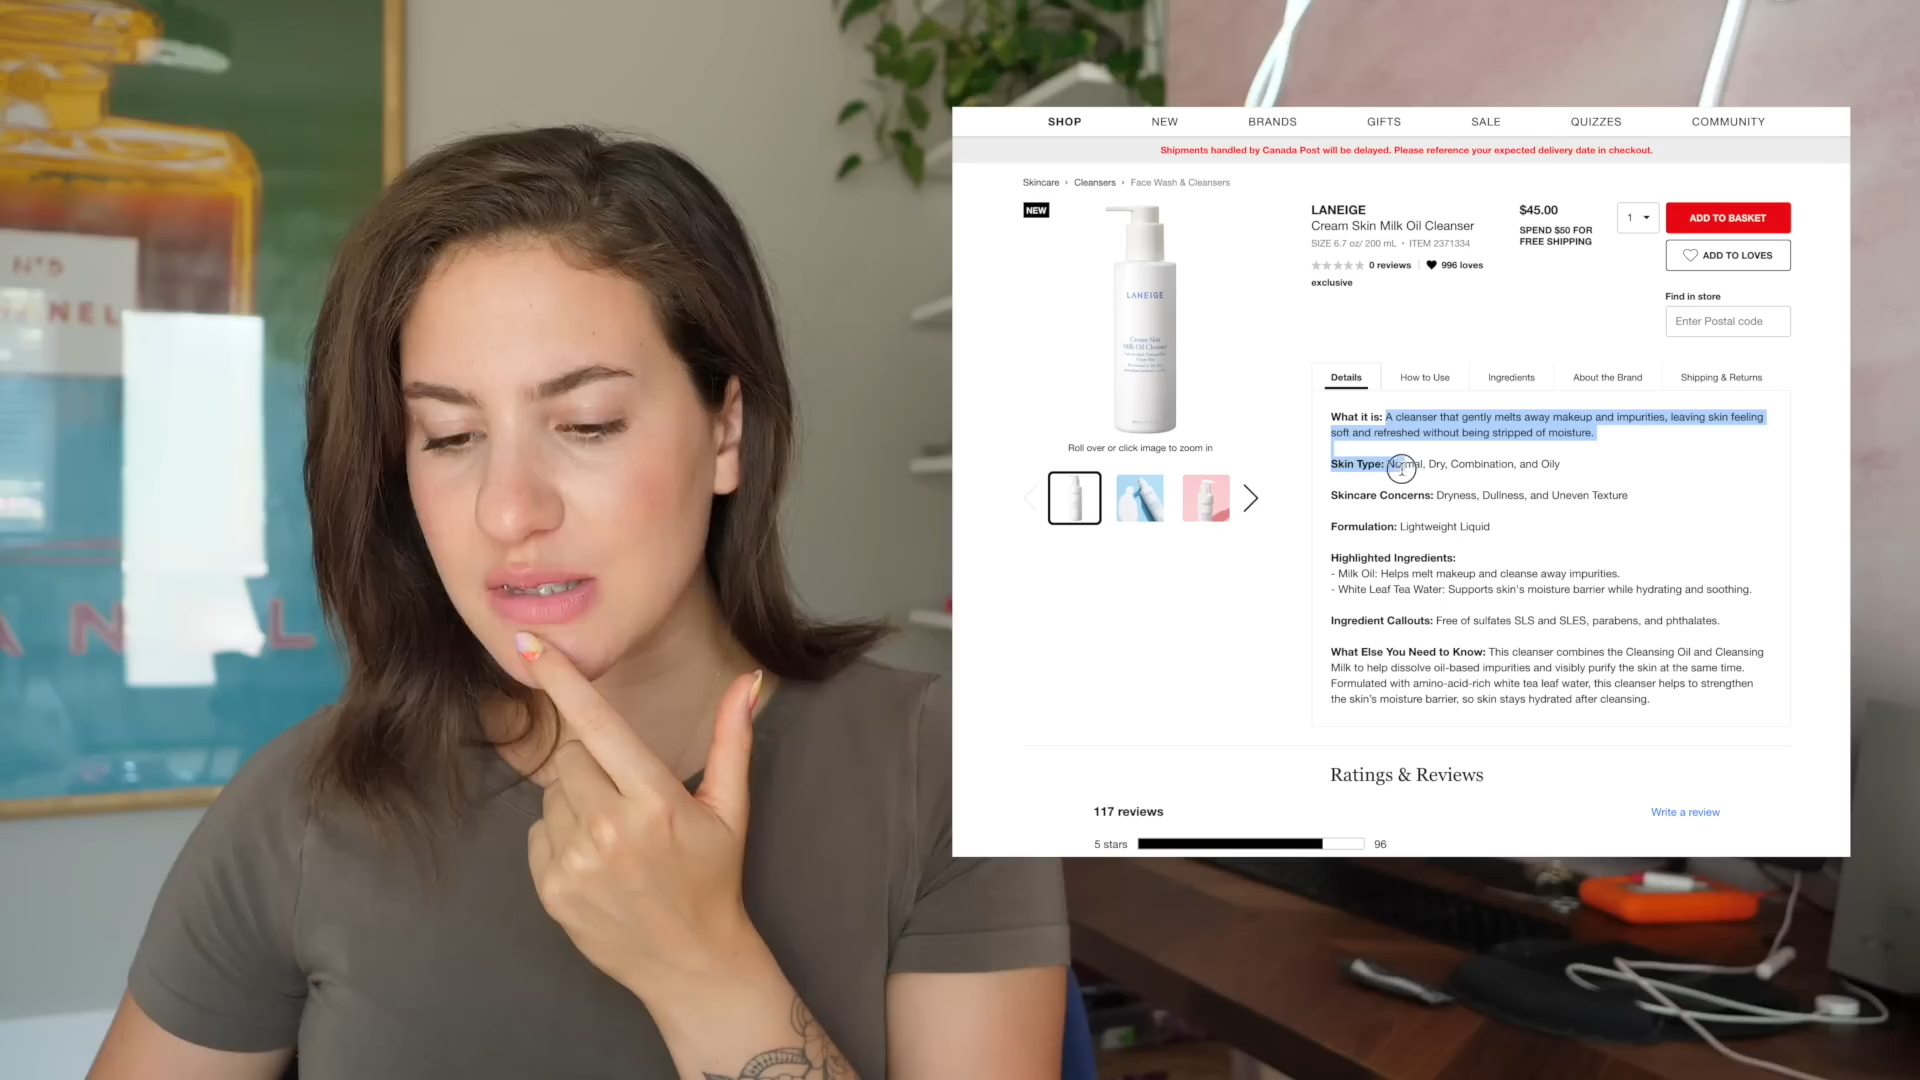 N°5
NEL
A N L
SHOP NEW BRANDS GIFTS SALE QUIZZES COMMUNITY
Shipments handled by Canada Post will be delayed. Please reference your expected delivery date in checkout.
Skincare › Cleansers › Face Wash & Cleansers
NEW
LANEIGE
Cream Skin
Milk Oil Cleanser
Roll over or click image to zoom in
LANEIGE
Cream Skin Milk Oil Cleanser
SIZE 6.7 oz/ 200 mL • ITEM 2371334
0 reviews 996 loves
exclusive
$45.00
SPEND $50 FOR
FREE SHIPPING
1
ADD TO BASKET
ADD TO LOVES
Find in store
Enter Postal code
Details How to Use Ingredients About the Brand Shipping & Returns
What it is: A cleanser that gently melts away makeup and impurities, leaving skin feeling
soft and refreshed without being stripped of moisture.
Skin Type: Normal, Dry, Combination, and Oily
Skincare Concerns: Dryness, Dullness, and Uneven Texture
Formulation: Lightweight Liquid
Highlighted Ingredients:
- Milk Oil: Helps melt makeup and cleanse away impurities.
- White Leaf Tea Water: Supports skin's moisture barrier while hydrating and soothing.
Ingredient Callouts: Free of sulfates SLS and SLES, parabens, and phthalates.
What Else You Need to Know: This cleanser combines the Cleansing Oil and Cleansing
Milk to help dissolve oil-based impurities and visibly purify the skin at the same time.
Formulated with amino-acid-rich white tea leaf water, this cleanser helps to strengthen
the skin's moisture barrier, so skin stays hydrated after cleansing.
Ratings & Reviews
117 reviews
Write a review
5 stars 96